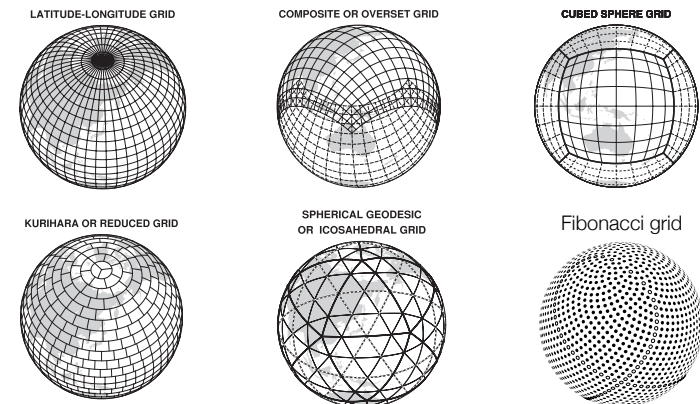 LATITUDE-LONGITUDE GRID
COMPOSITE OR OVERSET GRID
CUBED SPHERE GRID
KURIHARA OR REDUCED GRID
SPHERICAL GEODESIC
OR ICOSAHEDRAL GRID
Fibonacci grid